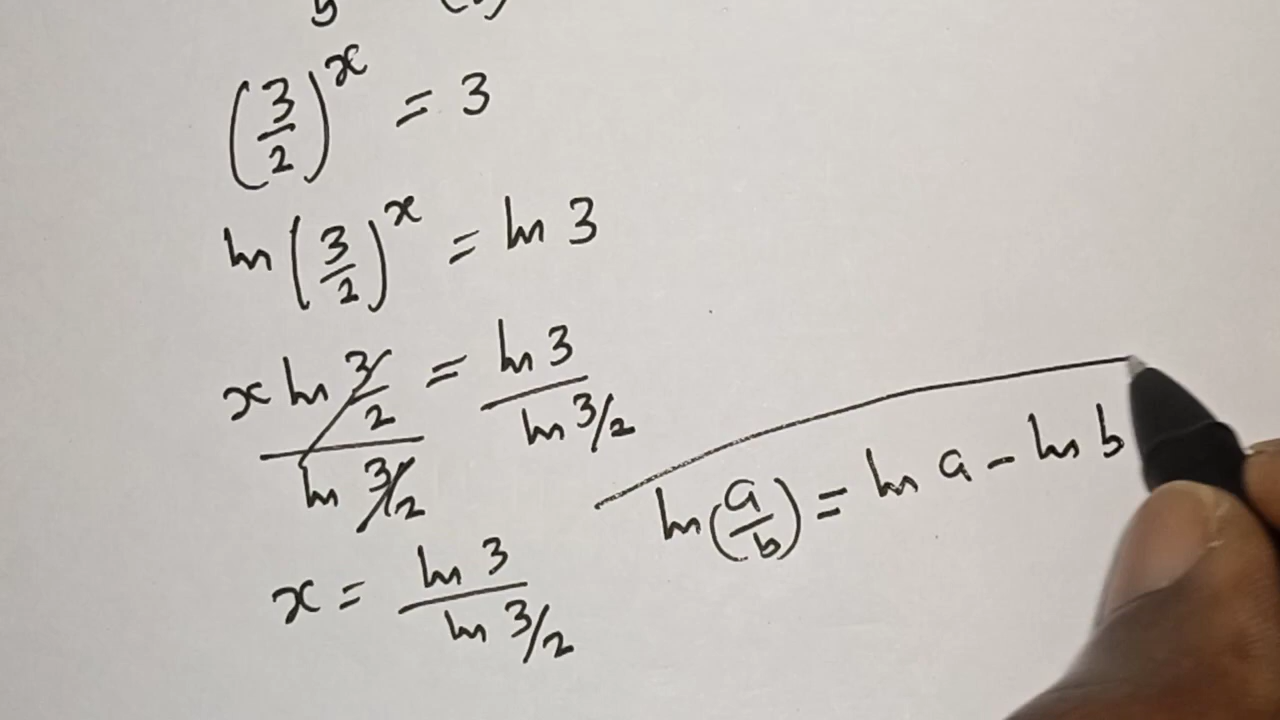 (3/2)^x = 3
ln(3/2)^x = ln 3
x ln 3/2 / ln 3/2 = ln 3 / ln 3/2
ln(a/b) = ln a - ln b
x = ln 3 / ln 3/2